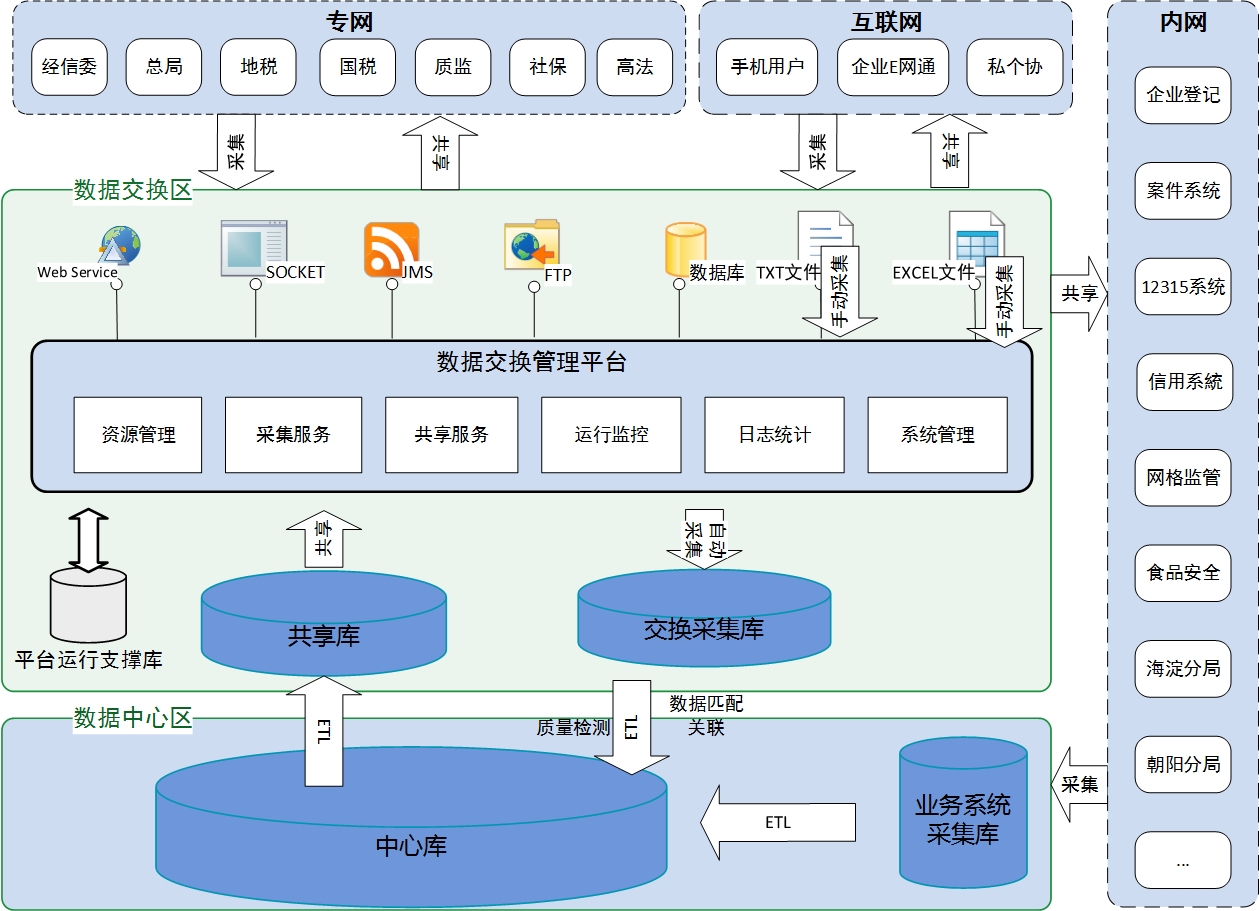 专网
经信委
总局
地税
国税
质监
社保
高法
互联网
手机用户
企业E网通
私个协
内网
企业登记
案件系统
12315系统
信用系統
网格监管
食品安全
海淀分局
朝阳分局
...
采集
共享
采集
共享
数据交换区
Web Service
SOCKET
JMS
FTP
数据库
TXT文件
手动采集
EXCEL文件
手动采集
共享
数据交换管理平台
资源管理
采集服务
共享服务
运行监控
日志统计
系统管理
共享
自动
采集
平台运行支撑库
共享库
交换采集库
数据中心区
ETL
质量检测
ETL
数据匹配
关联
中心库
ETL
业务系统
采集库
采集